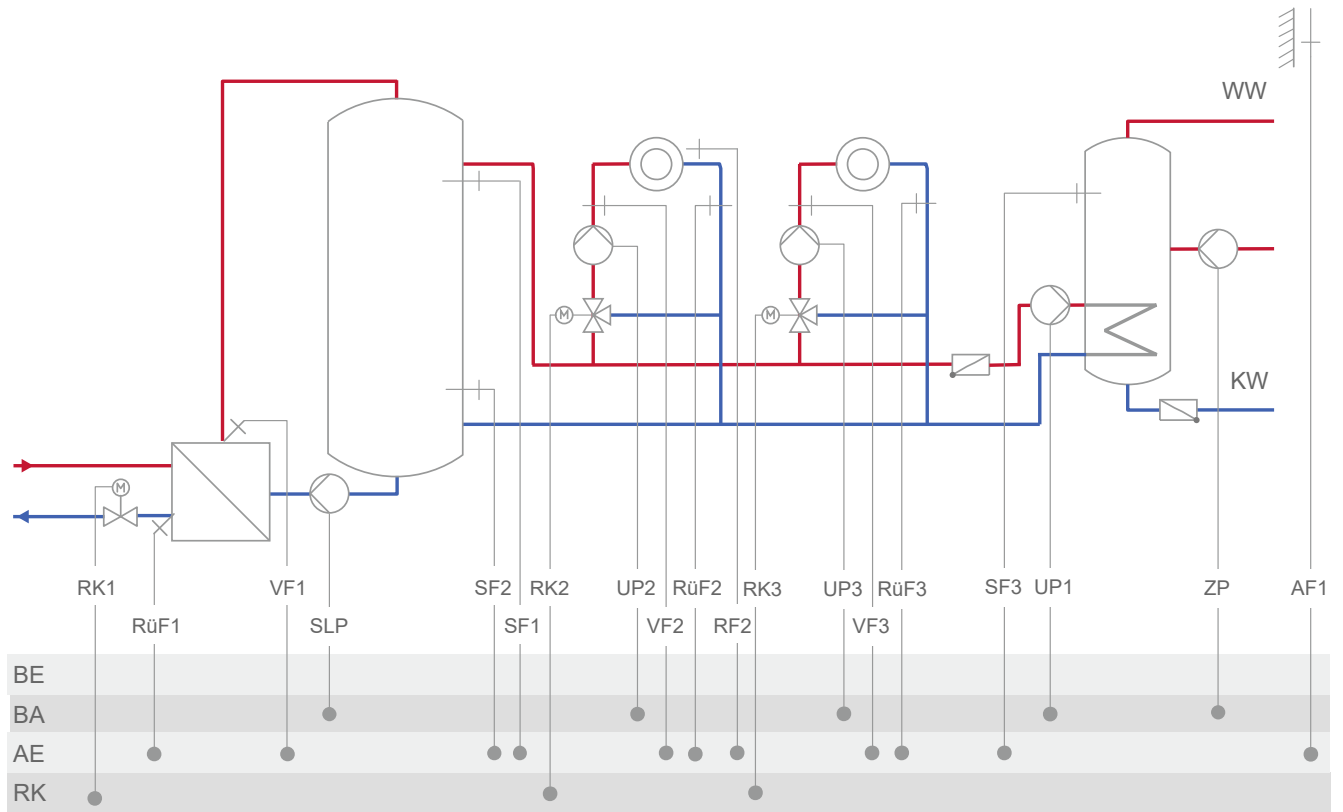 WW
M
M
KW
M
RK1
VF1
SF2
RK2
UP2
RüF2
RK3
UP3
RüF3
SF3
UP1
ZP
AF1
RüF1
SLP
SF1
VF2
RF2
VF3
BE
BA
AE
RK